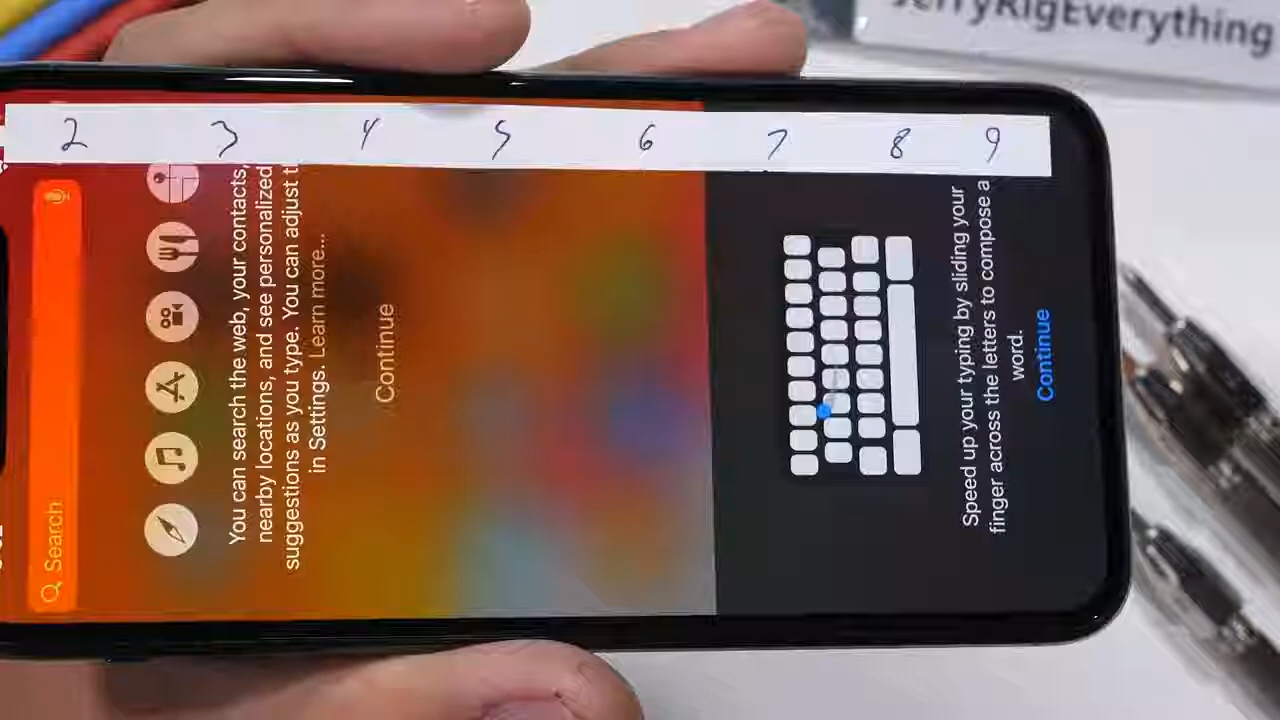 JerryRigEverything
2 3 4 5 6 7 8 9
Search
You can search the web, your contacts,
nearby locations, and see personalized
suggestions as you type. You can adjust t
in Settings. Learn more...
Continue
Speed up your typing by sliding your
finger across the letters to compose a
word.
Continue